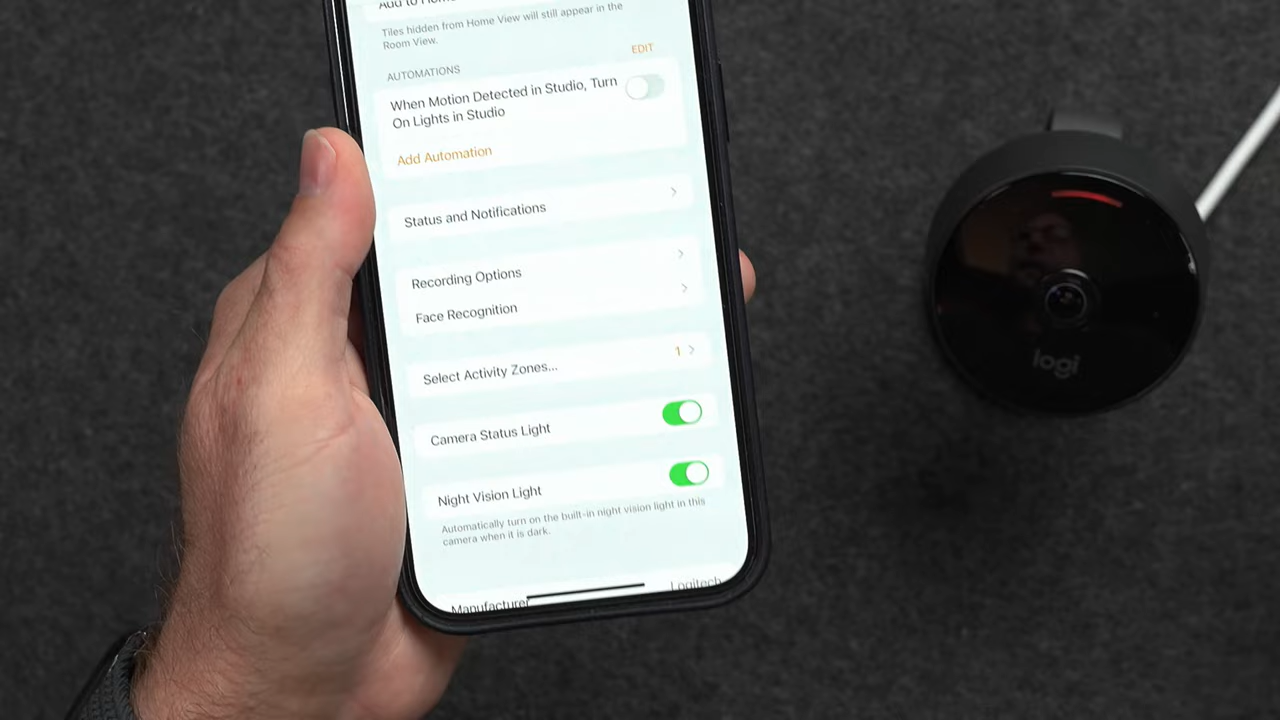 Add to Home
Tiles hidden from Home View will still appear in the
Room View.
EDIT
AUTOMATIONS
When Motion Detected in Studio, Turn
On Lights in Studio
Add Automation
Status and Notifications
Recording Options
Face Recognition
Select Activity Zones...
1
Camera Status Light
Night Vision Light
Automatically turn on the built-in night vision light in this
camera when it is dark.
Manufacturer
Logitech
logi